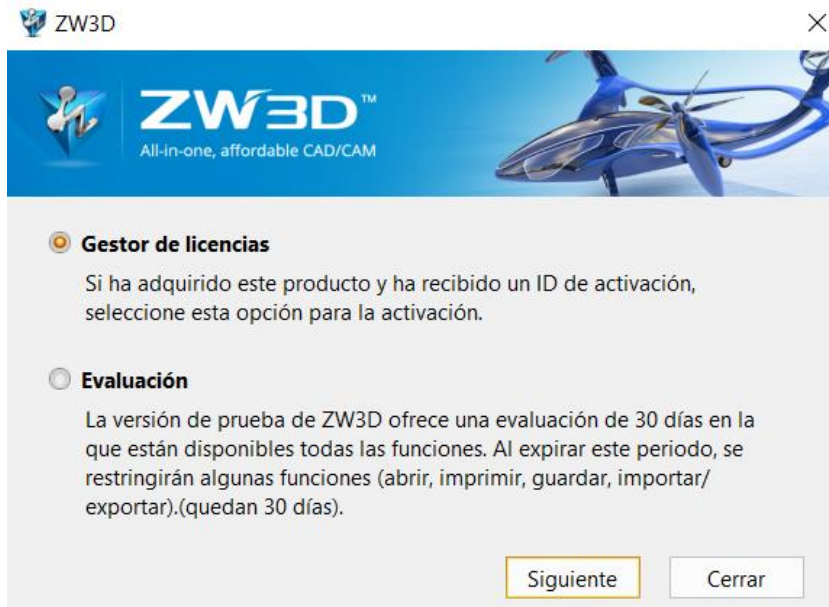 ZW3D
ZW3D™
All-in-one, affordable CAD/CAM
Gestor de licencias
Si ha adquirido este producto y ha recibido un ID de activación,
seleccione esta opción para la activación.
Evaluación
La versión de prueba de ZW3D ofrece una evaluación de 30 días en la
que están disponibles todas las funciones. Al expirar este periodo, se
restringirán algunas funciones (abrir, imprimir, guardar, importar/
exportar).(quedan 30 días).
Siguiente
Cerrar